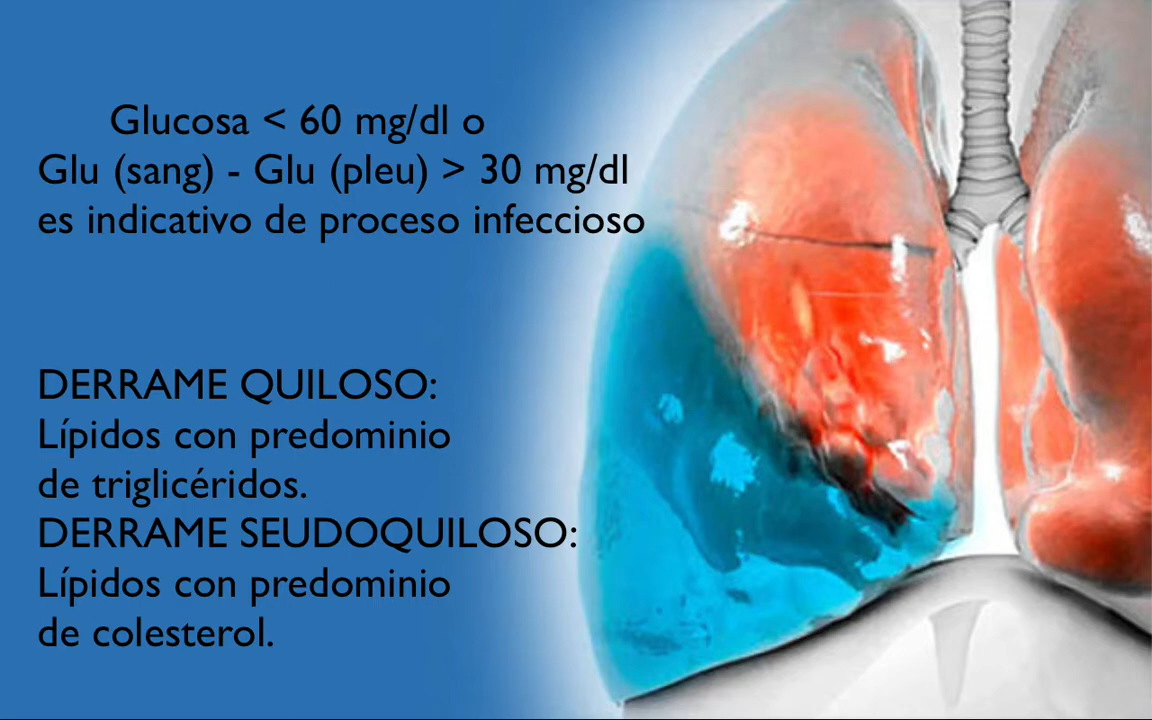 Glucosa < 60 mg/dl o
Glu (sang) - Glu (pleu) > 30 mg/dl
es indicativo de proceso infeccioso
DERRAME QUILOSO:
Lípidos con predominio
de triglicéridos.
DERRAME SEUDOQUILOSO:
Lípidos con predominio
de colesterol.